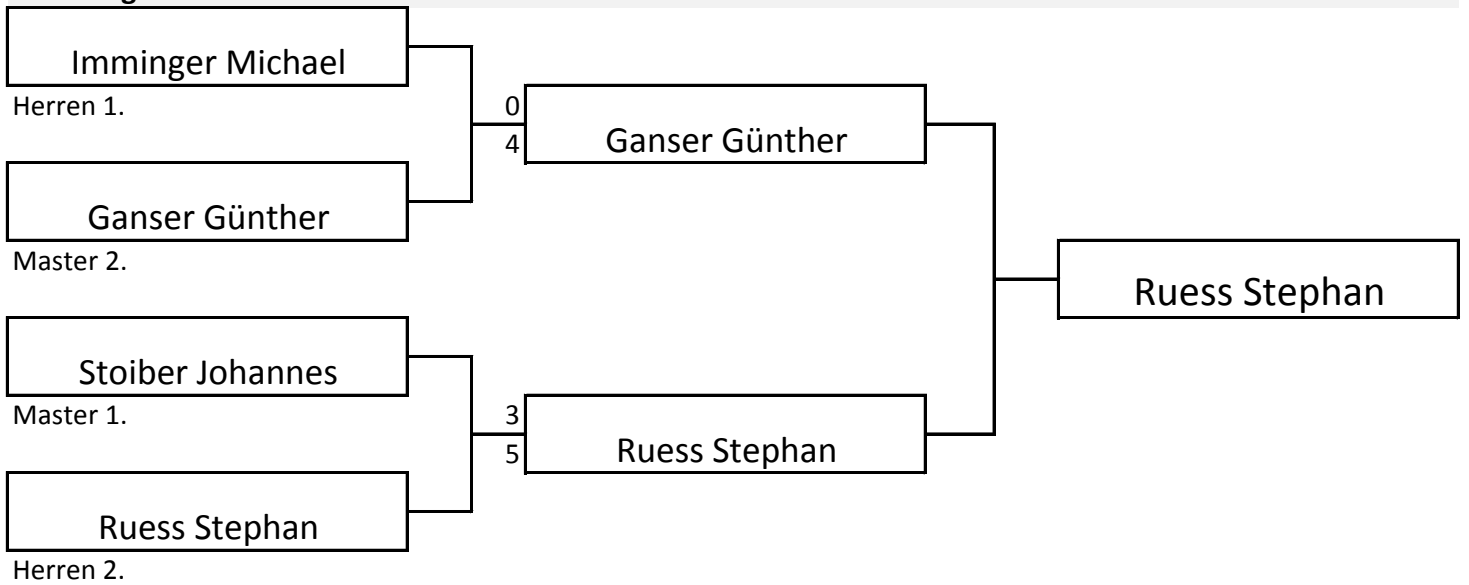 Imminger Michael
Herren 1.
0
4
Ganser Günther
Ganser Günther
Master 2.
Ruess Stephan
Stoiber Johannes
Master 1.
3
5
Ruess Stephan
Ruess Stephan
Herren 2.